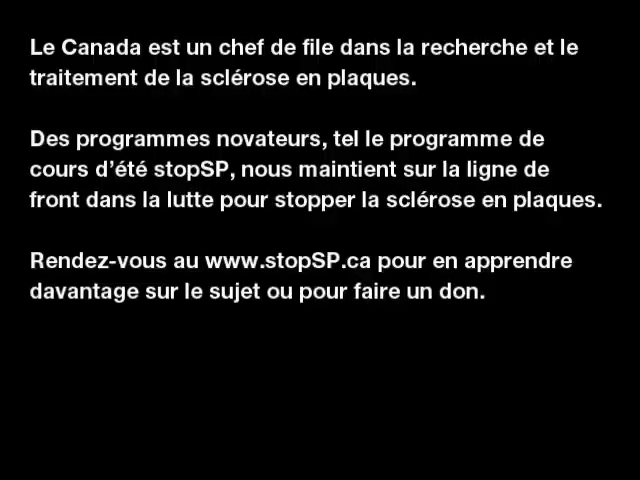 Le Canada est un chef de file dans la recherche et le
traitement de la sclérose en plaques.
Des programmes novateurs, tel le programme de
cours d’été stopSP, nous maintient sur la ligne de
front dans la lutte pour stopper la sclérose en plaques.
Rendez-vous au www.stopSP.ca pour en apprendre
davantage sur le sujet ou pour faire un don.